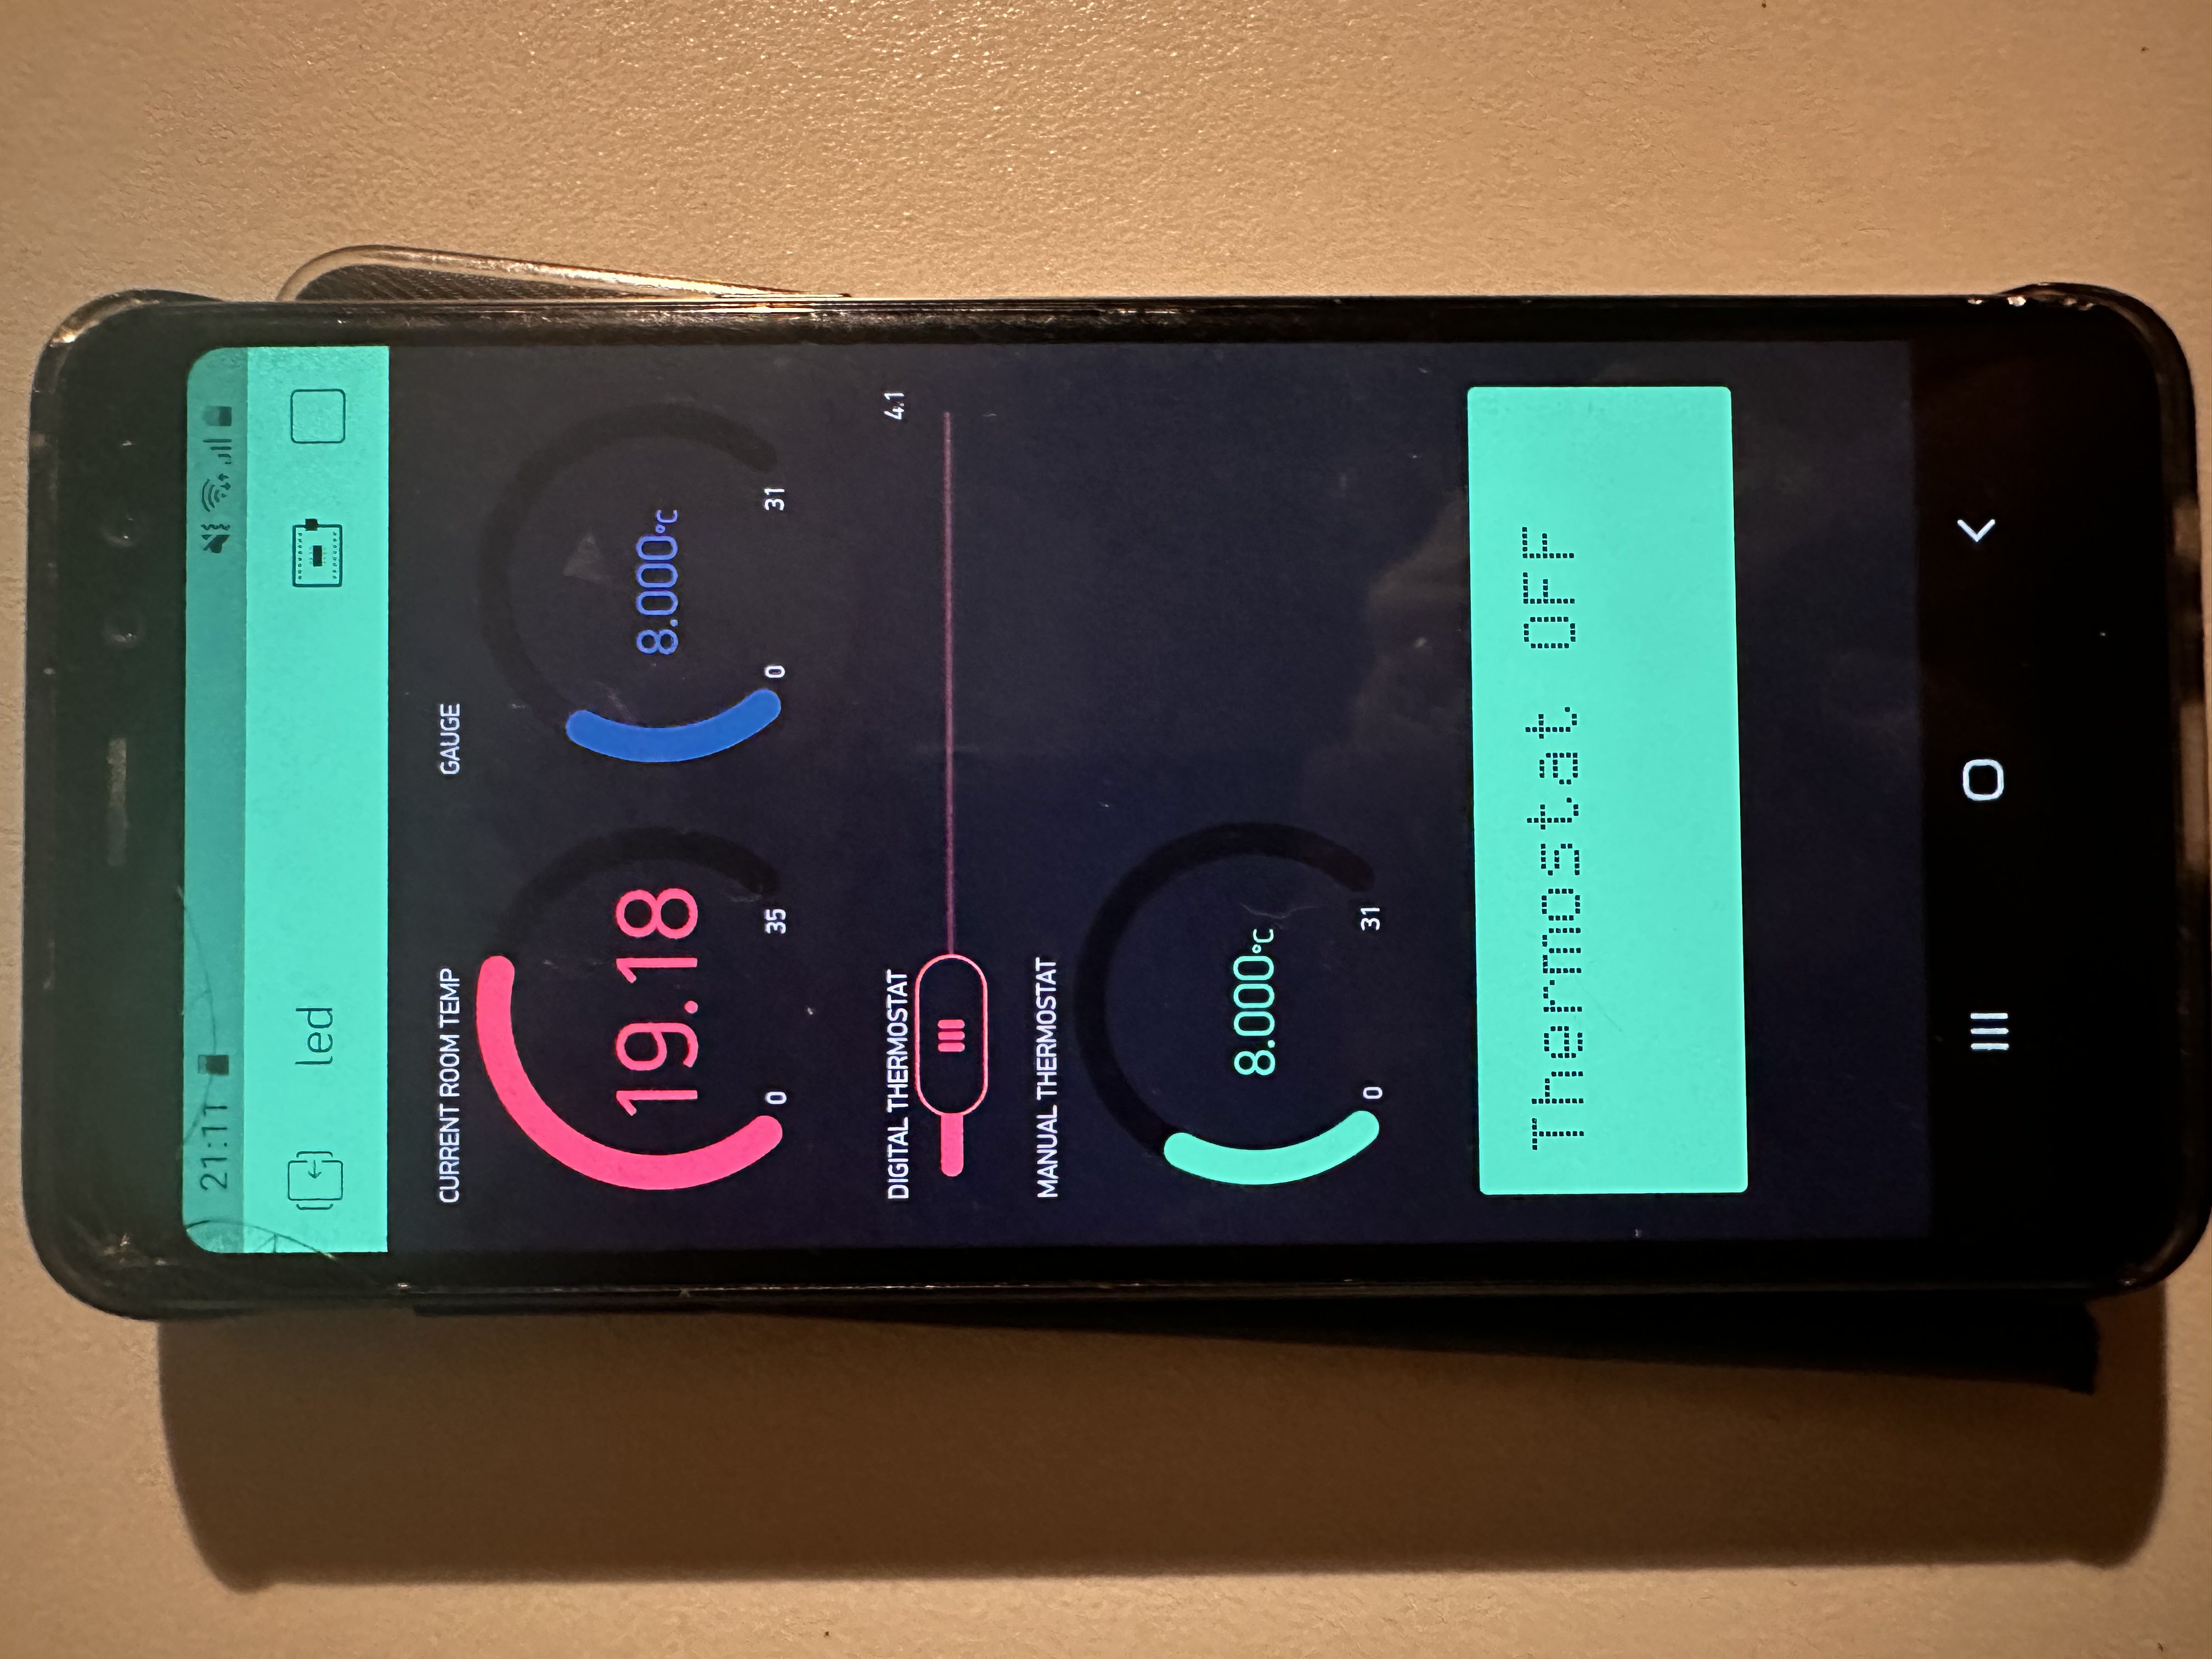 21:11
led
CURRENT ROOM TEMP GAUGE
19.18 8.000°C
0 35 0 31
DIGITAL THERMOSTAT 4.1
MANUAL THERMOSTAT
8.000°C
0 31
Thermostat OFF